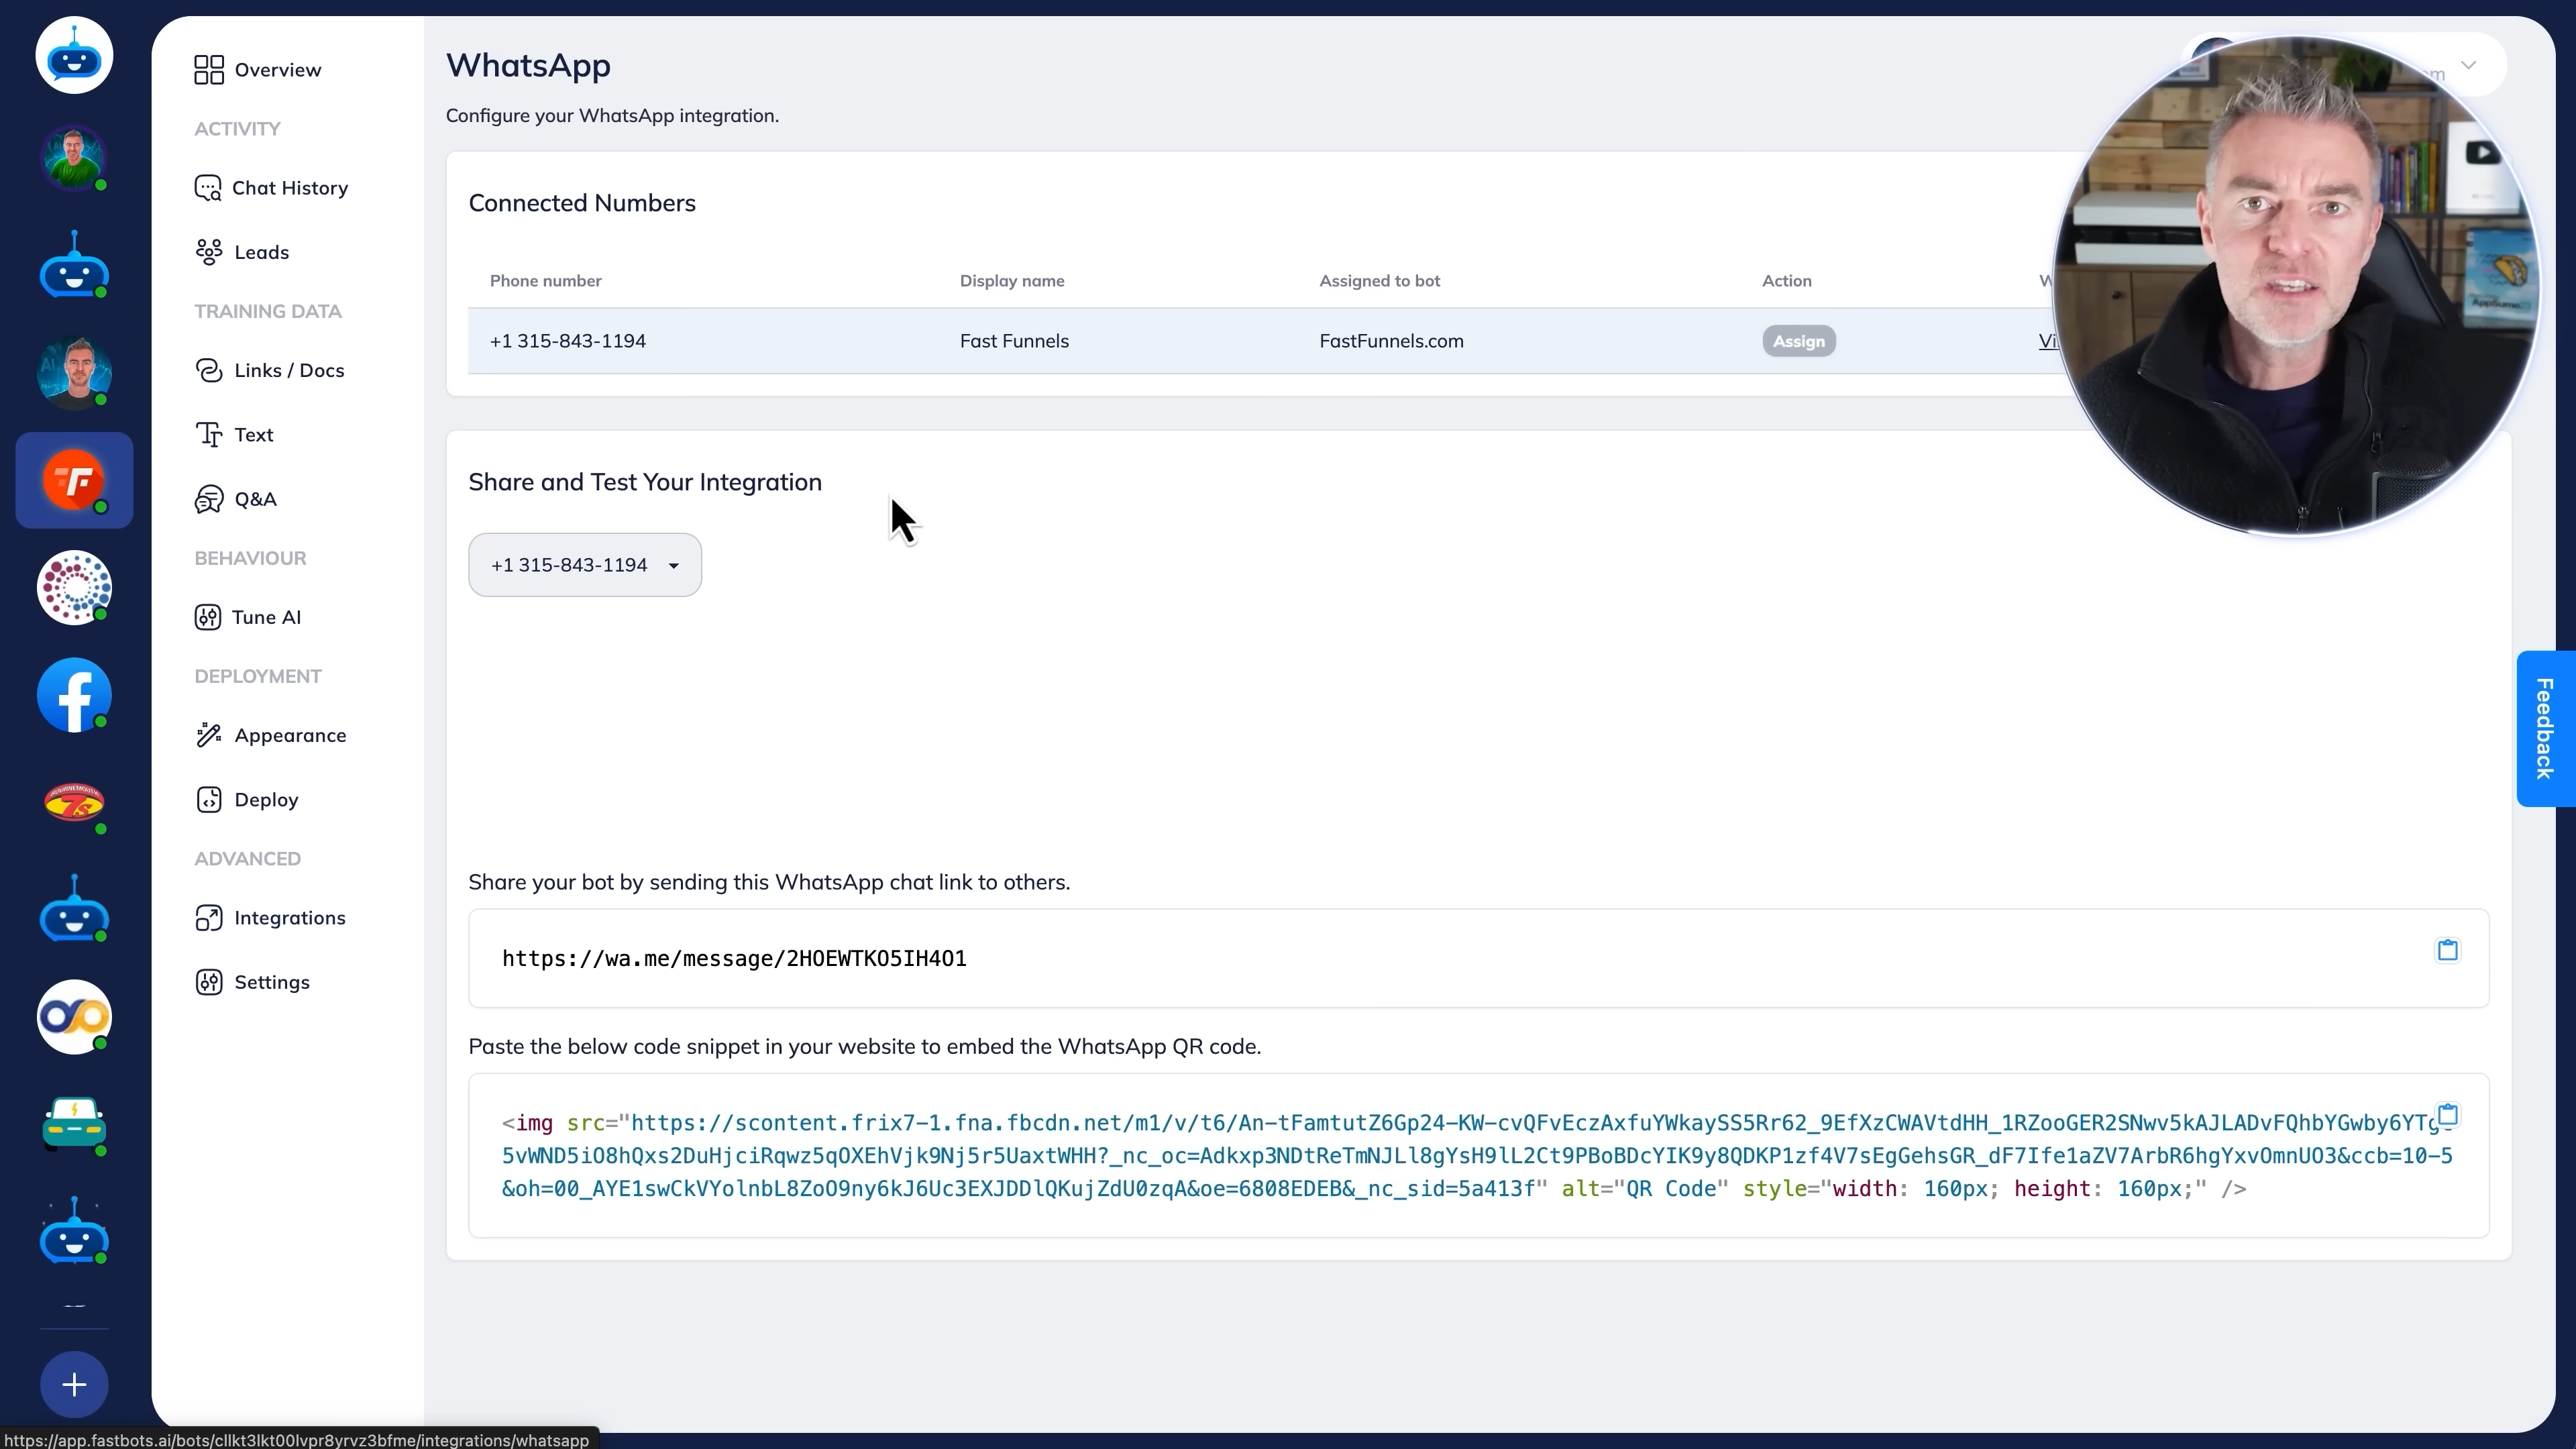 Overview
ACTIVITY
Chat History
Leads
TRAINING DATA
Links / Docs
Text
Q&A
BEHAVIOUR
Tune AI
DEPLOYMENT
Appearance
Deploy
ADVANCED
Integrations
Settings
WhatsApp
Configure your WhatsApp integration.
Connected Numbers
Phone number Display name Assigned to bot Action
+1 315-843-1194 Fast Funnels FastFunnels.com Assign
Share and Test Your Integration
+1 315-843-1194
Share your bot by sending this WhatsApp chat link to others.
https://wa.me/message/2HOEWTKO5IH4O1
Paste the below code snippet in your website to embed the WhatsApp QR code.
<img src="https://scontent.frix7-1.fna.fbcdn.net/m1/v/t6/An-tFamtutZ6Gp24-KW-cvQFvEczAxfuYWkaySS5Rr62_9EfXzCWAVtdHH_1RZooGER2SNwv5kAJLADvFQhbYGwby6YTg
5vWND5iO8hQxs2DuHjciRqwz5qOXEhVjk9Nj5r5UaxtWHH?_nc_oc=Adkxp3NDtReTmNJLl8gYsH9lL2Ct9PBoBDcYIK9y8QDKP1zf4V7sEgGehsGR_dF7Ife1aZV7ArbR6hgYxvOmnUO3&ccb=10-5
&oh=00_AYE1swCkVYolnbL8ZoO9ny6kJ6Uc3EXJDDlQKujZdU0zqA&oe=6808EDEB&_nc_sid=5a413f" alt="QR Code" style="width: 160px; height: 160px;" />
Feedback
https://app.fastbots.ai/bots/cllkt3lkt00lvpr8yrvz3bfme/integrations/whatsapp